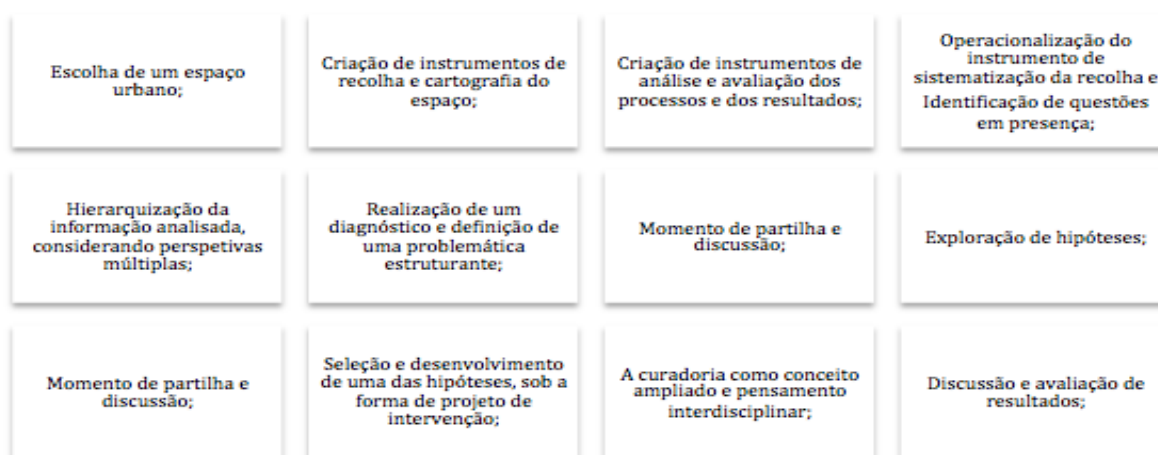 Escolha de um espaço
urbano;
Criação de instrumentos de
recolha e cartografia do
espaço;
Criação de instrumentos de
análise e avaliação dos
processos e dos resultados;
Operacionalização do
instrumento de
sistematização da recolha e
Identificação de questões
em presença;
Hierarquização da
informação analisada,
considerando perspetivas
múltiplas;
Realização de um
diagnóstico e definição de
uma problemática
estruturante;
Momento de partilha e
discussão;
Exploração de hipóteses;
Momento de partilha e
discussão;
Seleção e desenvolvimento
de uma das hipóteses, sob a
forma de projeto de
intervenção;
A curadoria como conceito
ampliado e pensamento
interdisciplinar;
Discussão e avaliação de
resultados;